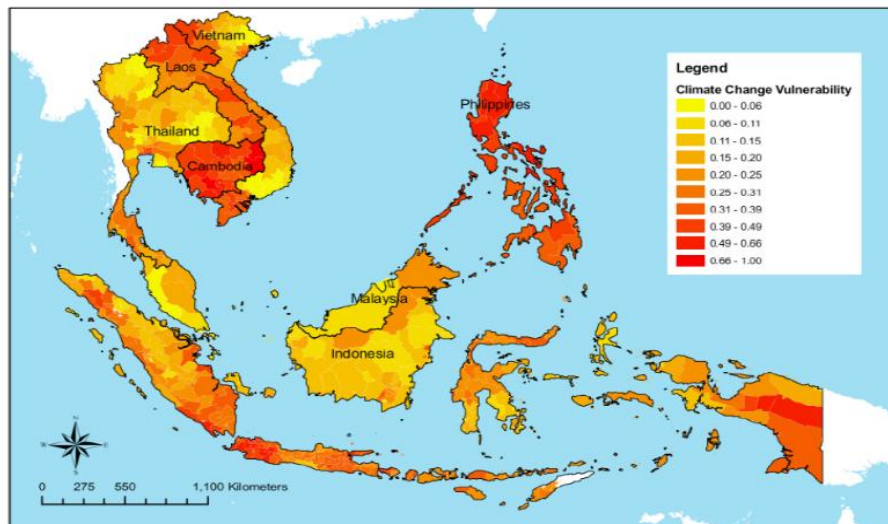 Vietnam
Laos
Thailand
Cambodia
Philippines
Malaysia
Indonesia
Legend
Climate Change Vulnerability
0.00 - 0.06
0.06 - 0.11
0.11 - 0.15
0.15 - 0.20
0.20 - 0.25
0.25 - 0.31
0.31 - 0.39
0.39 - 0.49
0.49 - 0.66
0.66 - 1.00
0 275 550 1,100 Kilometers